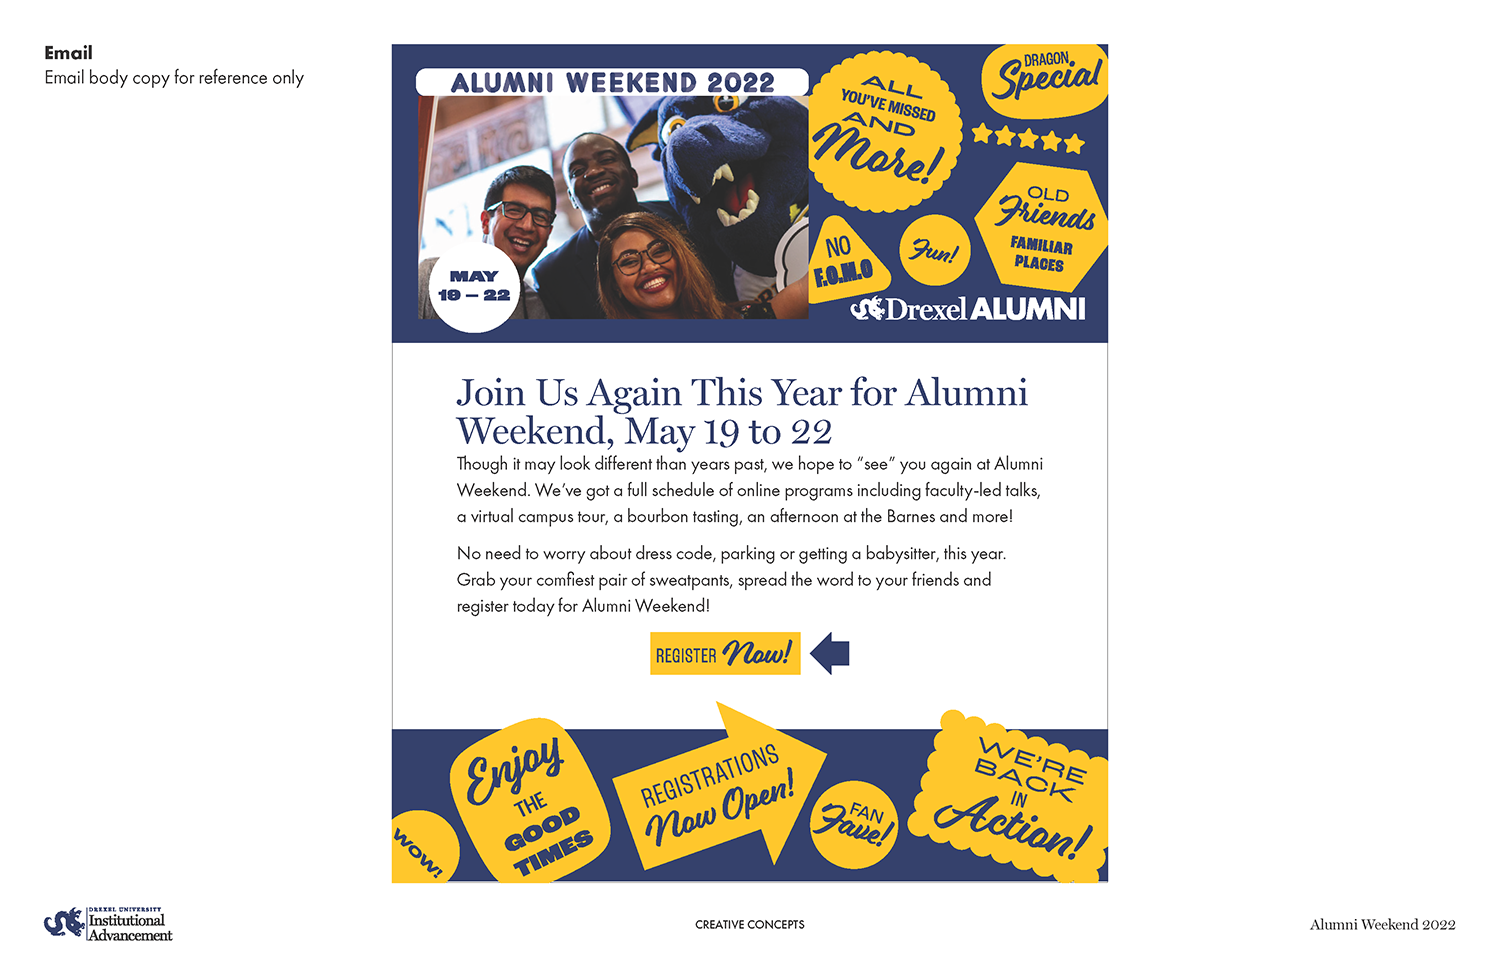 Email
Email body copy for reference only
ALUMNI WEEKEND 2022
MAY
19 – 22
ALL
YOU'VE MISSED
AND
More!
DRAGON
Special
OLD
Friends
FAMILIAR
PLACES
NO
F.O.M.O
Fun!
Drexel ALUMNI
Join Us Again This Year for Alumni
Weekend, May 19 to 22
Though it may look different than years past, we hope to “see” you again at Alumni
Weekend. We’ve got a full schedule of online programs including faculty-led talks,
a virtual campus tour, a bourbon tasting, an afternoon at the Barnes and more!
No need to worry about dress code, parking or getting a babysitter, this year.
Grab your comfiest pair of sweatpants, spread the word to your friends and
register today for Alumni Weekend!
REGISTER Now!
WOW!
Enjoy
THE
GOOD
TIMES
REGISTRATIONS
Now Open!
FAN
Fave!
WE'RE
BACK
IN
Action!
DREXEL UNIVERSITY
Institutional
Advancement
CREATIVE CONCEPTS
Alumni Weekend 2022